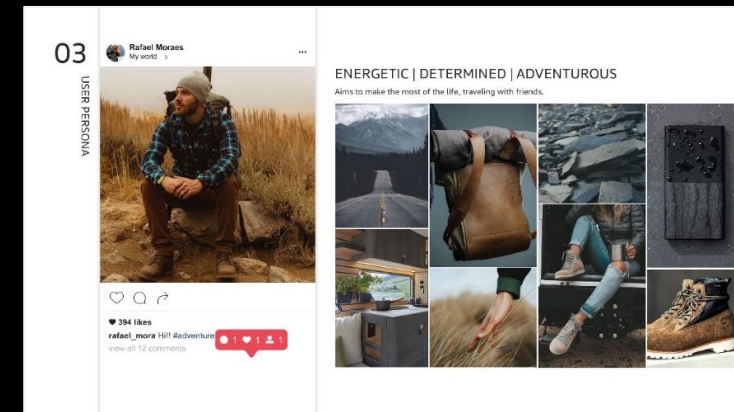 03
USER PERSONA
Rafael Moraes
My world >
...
394 likes
rafael_mora Hi!! #adventure
view all 12 comments
1 1 1
ENERGETIC | DETERMINED | ADVENTUROUS
Aims to make the most of the life, traveling with friends.